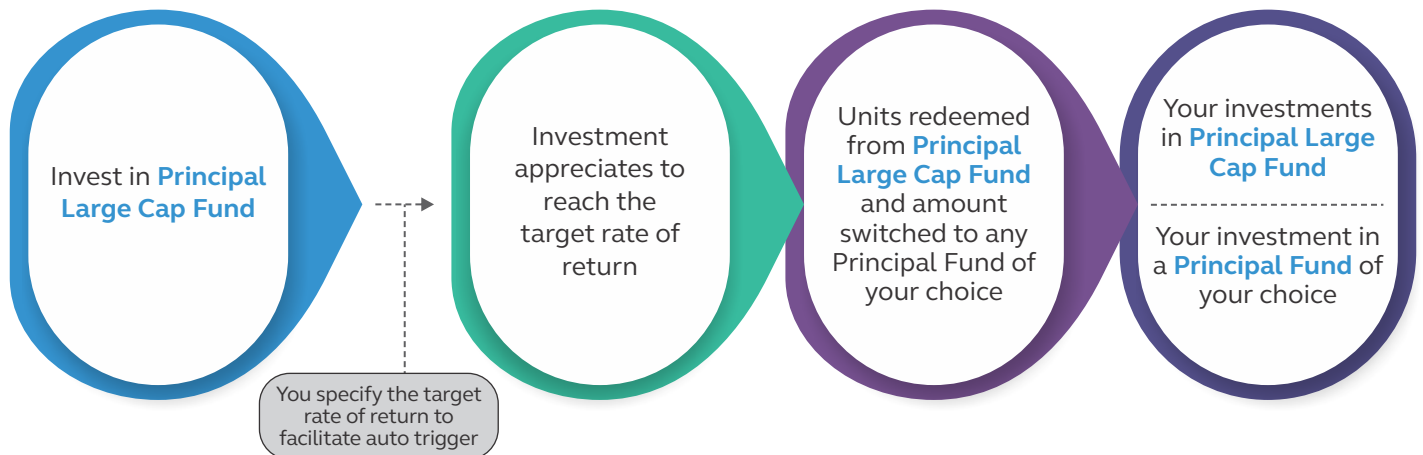 Invest in Principal
Large Cap Fund
You specify the target
rate of return to
facilitate auto trigger
Investment
appreciates to
reach the
target rate of
return
Units redeemed
from Principal
Large Cap Fund
and amount
switched to any
Principal Fund of
your choice
Your investments
in Principal Large
Cap Fund
Your investment in
a Principal Fund of
your choice